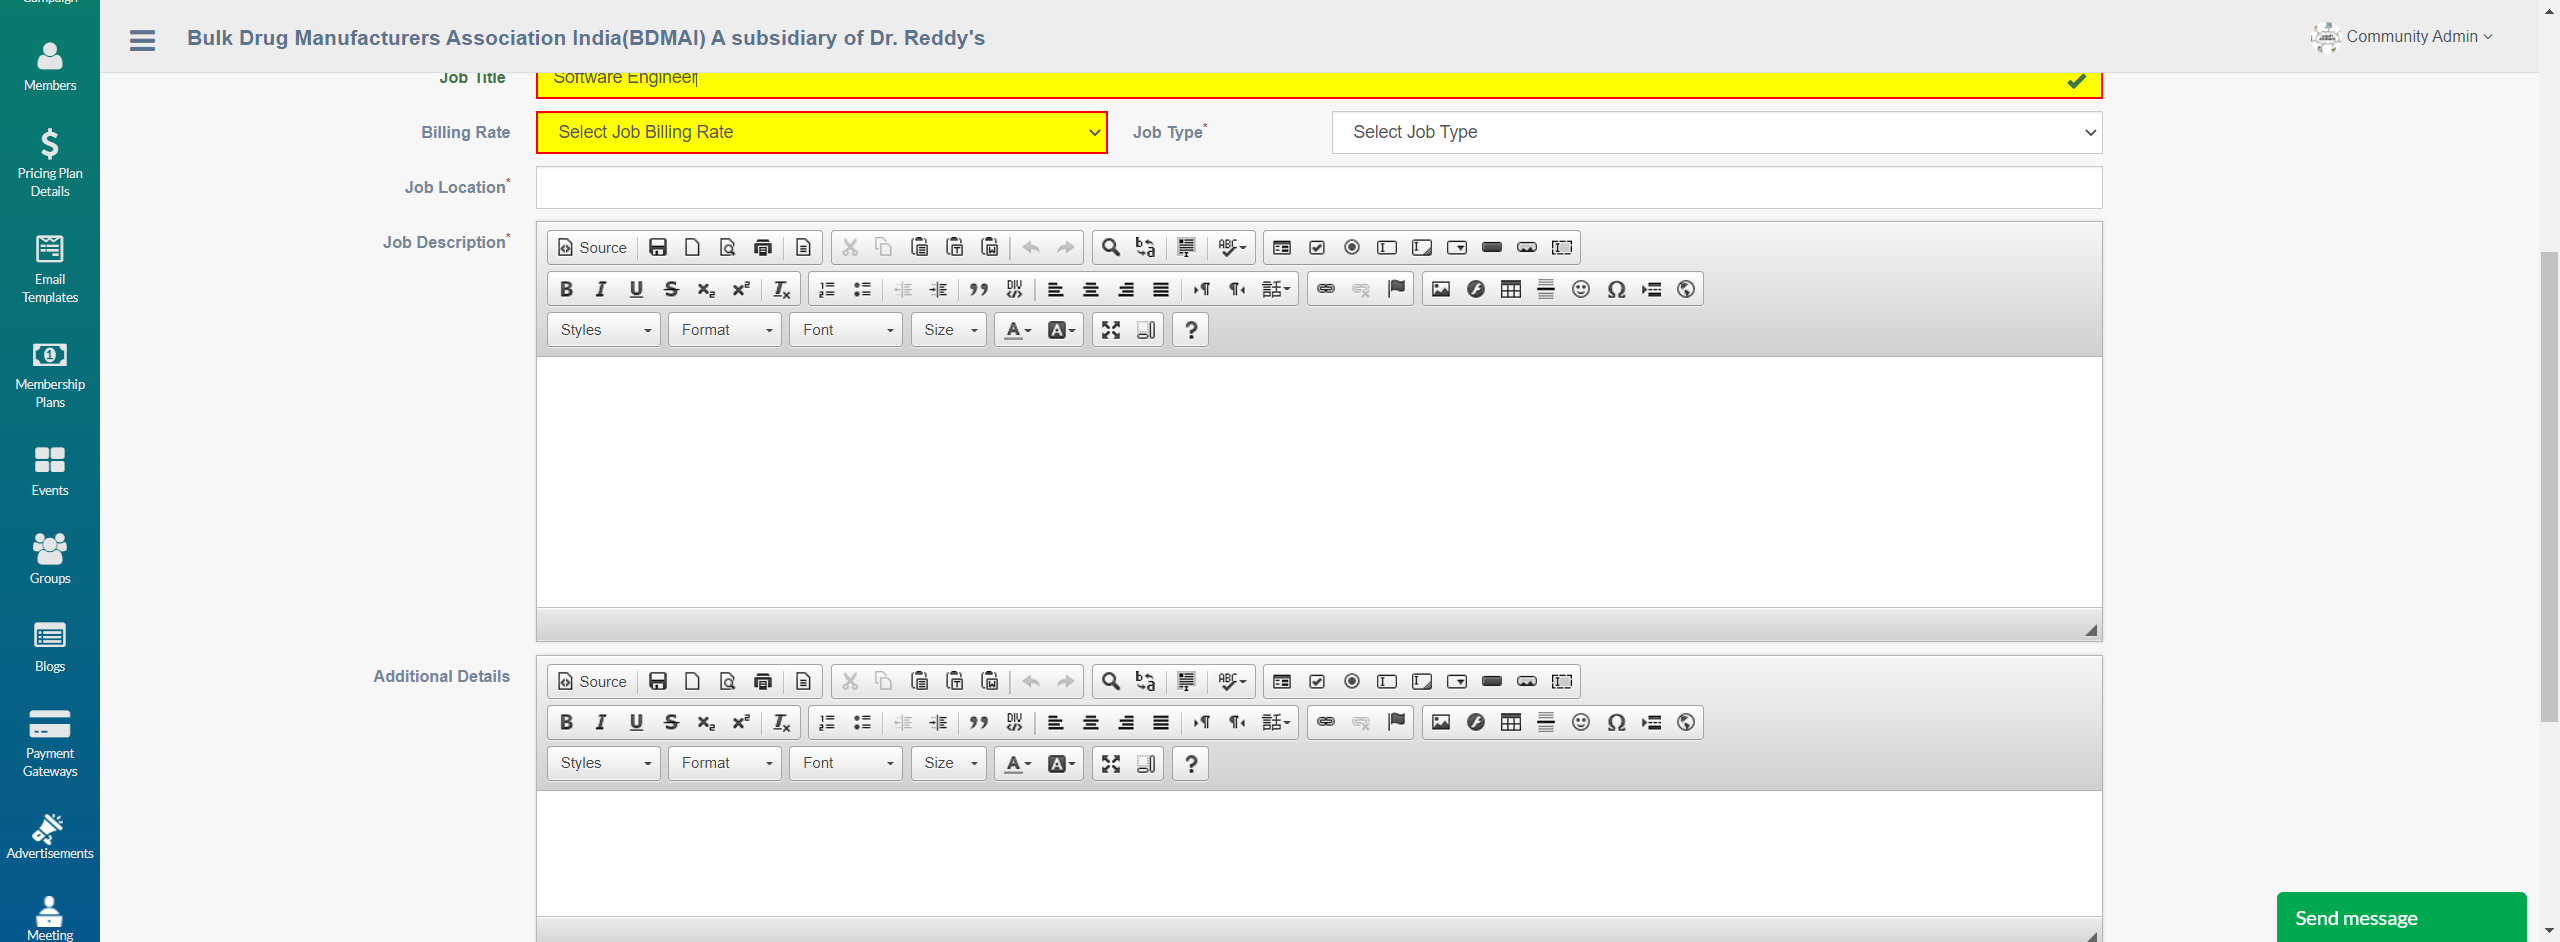 Bulk Drug Manufacturers Association India(BDMAI) A subsidiary of Dr. Reddy's
Community Admin
Members
Pricing Plan
Details
Email
Templates
Membership
Plans
Events
Groups
Blogs
Payment
Gateways
Advertisements
Meeting
Job Title
Software Engineer
Billing Rate
Select Job Billing Rate
Job Type*
Select Job Type
Job Location*
Job Description*
Source
Styles
Format
Font
Size
Additional Details
Source
Styles
Format
Font
Size
Send message